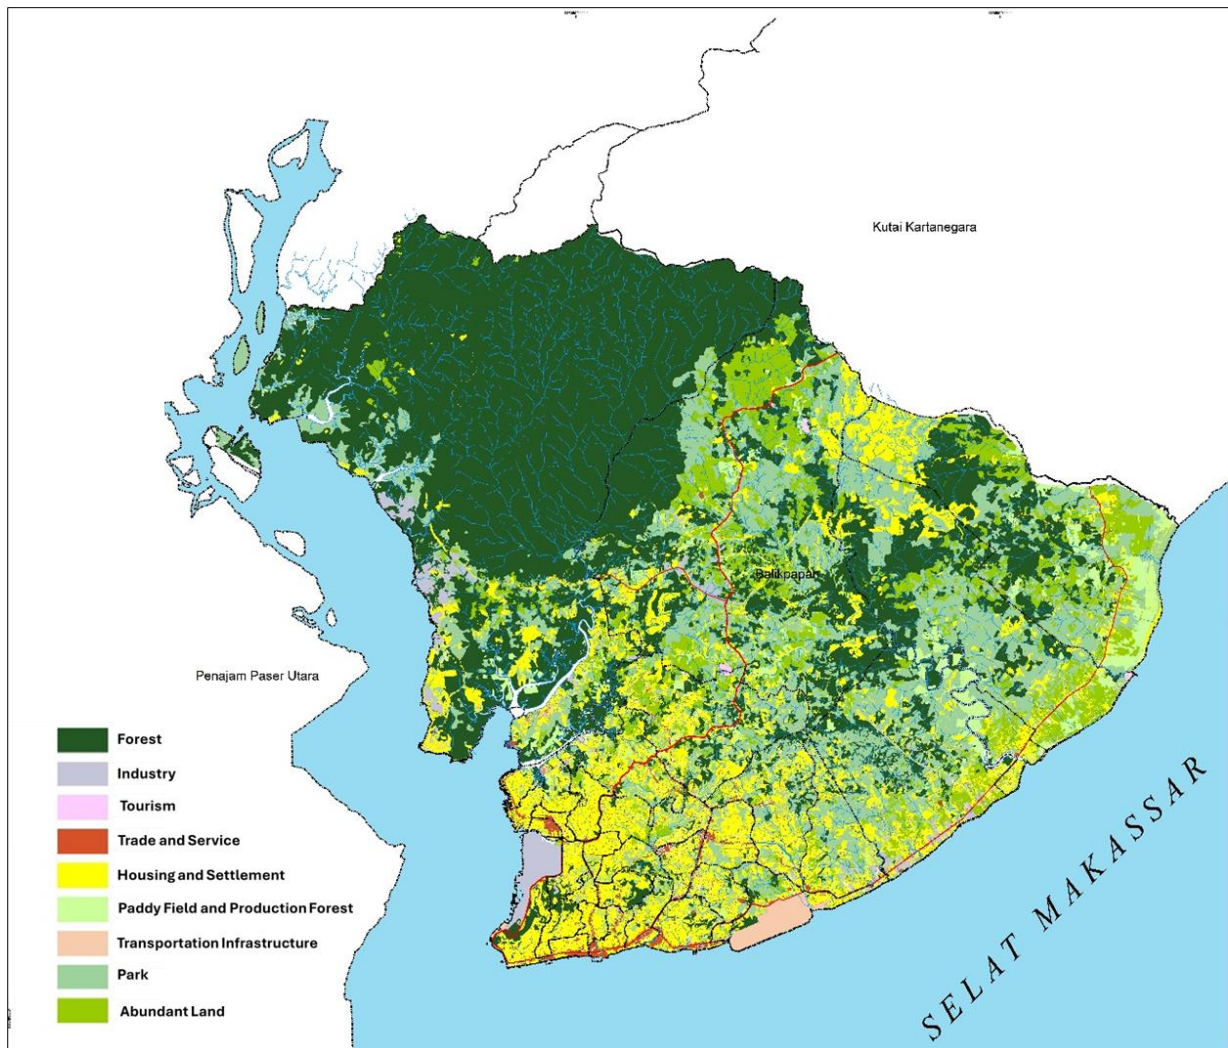 Kutai Kartanegara
Balikpapan
Penajam Paser Utara
Forest
Industry
Tourism
Trade and Service
Housing and Settlement
Paddy Field and Production Forest
Transportation Infrastructure
Park
Abundant Land
SELAT MAKASSAR